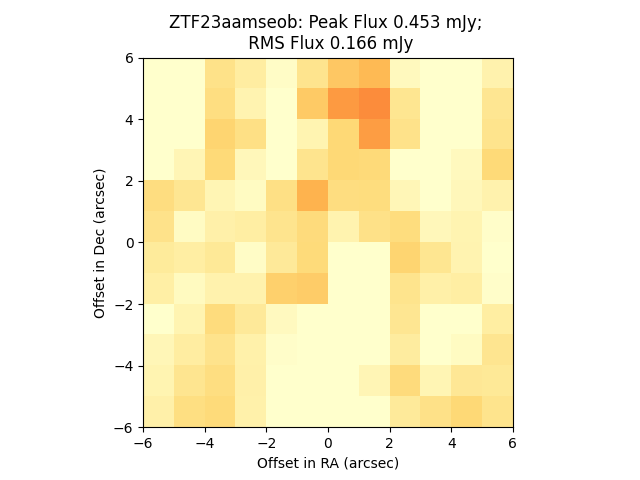 ZTF23aamseob: Peak Flux 0.453 mJy;
RMS Flux 0.166 mJy
6
4
2
0
−2
−4
−6
Offset in Dec (arcsec)
−6 −4 −2 0 2 4 6
Offset in RA (arcsec)